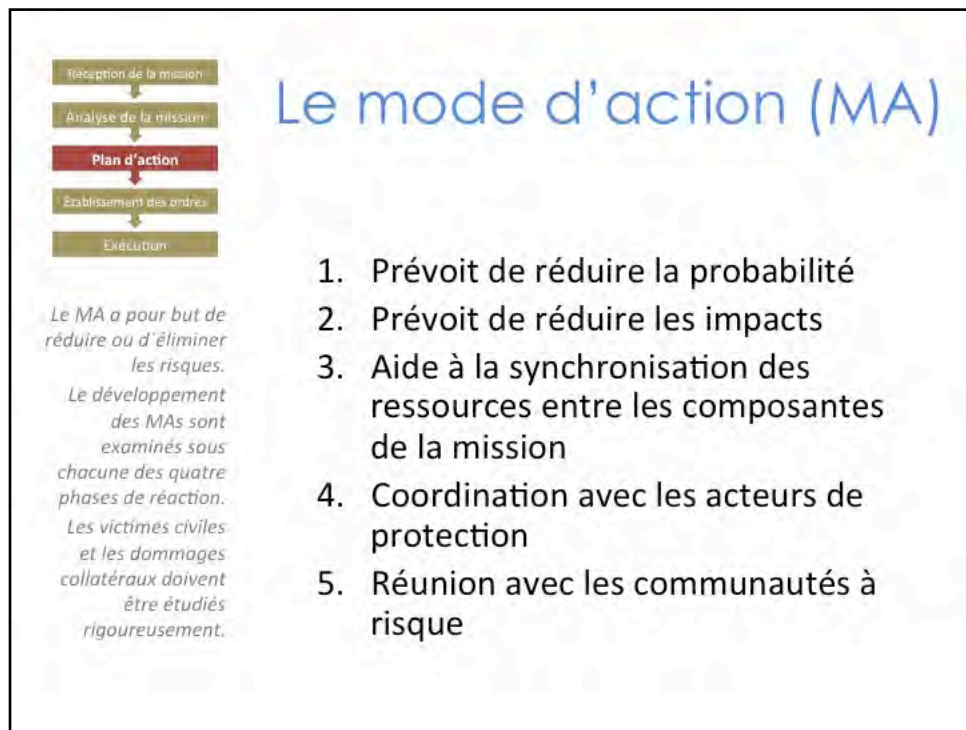 Réception de la mission
Analyse de la mission
Plan d'action
Etablissement des ordres
Exécution
Le mode d'action (MA)
Le MA a pour but de
réduire ou d´éliminer
les risques.
Le développement
des MAs sont
examinés sous
chacune des quatre
phases de réaction.
Les victimes civiles
et les dommages
collatéraux doivent
être étudiés
rigoureusement.
1. Prévoit de réduire la probabilité
2. Prévoit de réduire les impacts
3. Aide à la synchronisation des
ressources entre les composantes
de la mission
4. Coordination avec les acteurs de
protection
5. Réunion avec les communautés à
risque